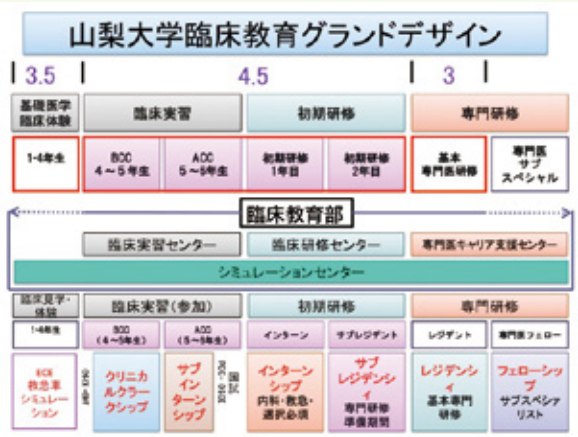 山梨大学臨床教育グランドデザイン
3.5 4.5 3
基礎医学
臨床体験
臨床実習
初期研修
専門研修
1-4年生
BCC
4～5年生
ACC
5～6年生
初期研修
1年目
初期研修
2年目
基本
専門医研修
専門医
サブ
スペシャル
臨床教育部
臨床実習センター
臨床研修センター
専門医キャリア支援センター
シミュレーションセンター
臨床見学・
体験
臨床実習(参加)
初期研修
専門研修
1-4年生
BCC
(4～5年生)
ACC
(5～6年生)
インターン
サブレジデント
レジデント
専門医フェロー
ECE
救急車
シミュレー
ション
クリニカ
ルクラー
クシップ
サブ
イン
ターン
シップ
国試
インターン
シップ
内科・救急・
選択必須
サブ
レジデンシ
ィ
専門研修
準備期間
レジデンシ
ィ
基本専門
研修
フェローシッ
プ
サブスペシャ
リスト